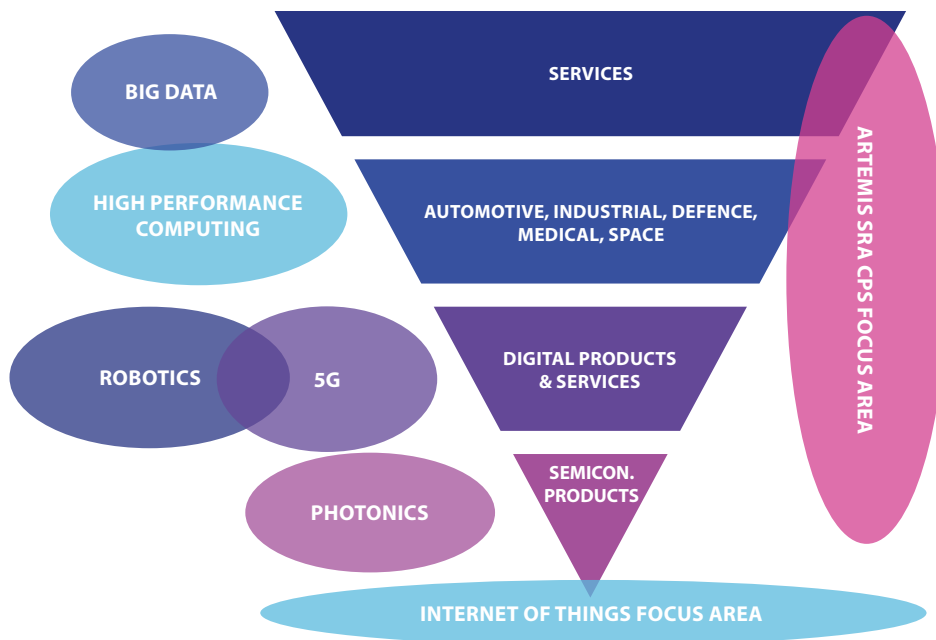 SERVICES
BIG DATA
HIGH PERFORMANCE
COMPUTING
AUTOMOTIVE, INDUSTRIAL, DEFENCE,
MEDICAL, SPACE
ARTEMIS SRA CPS FOCUS AREA
ROBOTICS
5G
DIGITAL PRODUCTS
& SERVICES
SEMICON.
PRODUCTS
PHOTONICS
INTERNET OF THINGS FOCUS AREA